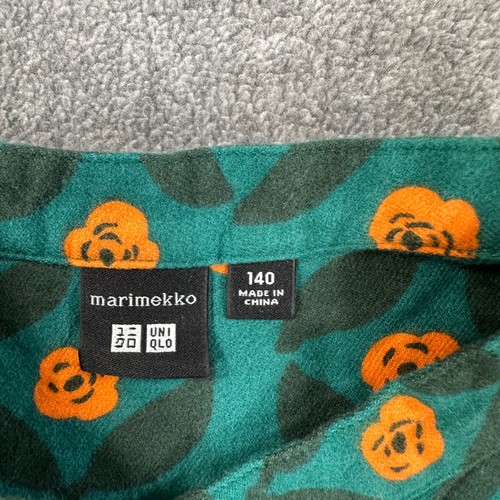 marimekko
ユニ UNI
クロ QLO
140
MADE IN
CHINA